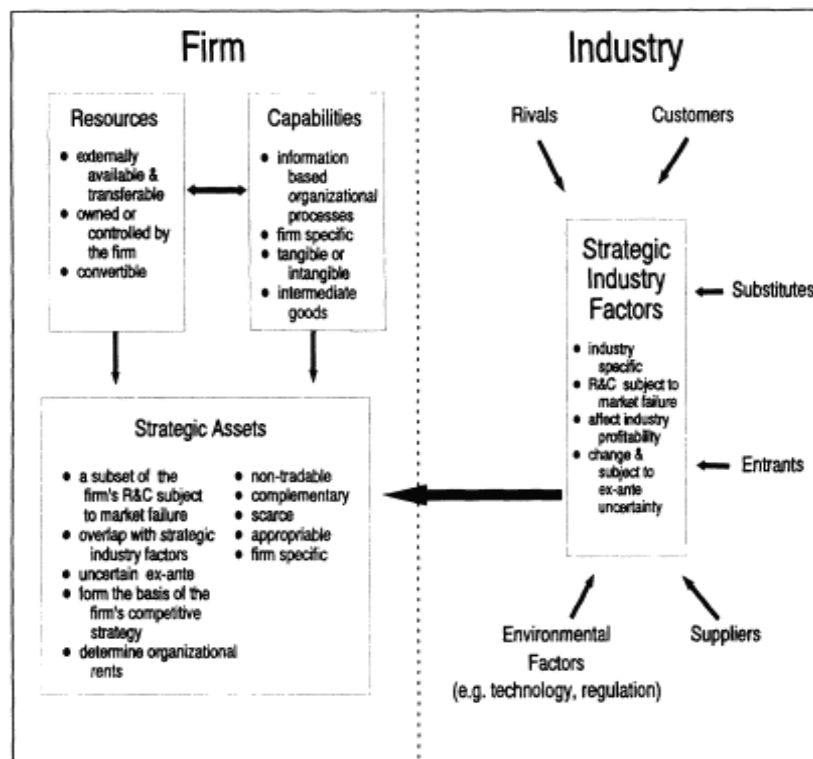 Firm
Resources
● externally
available &
transferable
● owned or
controlled by
the firm
● convertible
Capabilities
● information
based
organizational
processes
● firm specific
● tangible or
intangible
● intermediate
goods
Strategic Assets
● a subset of the
firm's R&C subject
to market failure
● overlap with strategic
industry factors
● uncertain ex-ante
● form the basis of the
firm's competitive
strategy
● determine organizational
rents
● non-tradable
● complementary
● scarce
● appropriable
● firm specific
Industry
Rivals
Customers
Strategic
Industry
Factors
● industry
specific
● R&C subject to
market failure
● affect industry
profitability
● change &
subject to
ex-ante
uncertainty
Substitutes
Entrants
Environmental
Factors
(e.g. technology, regulation)
Suppliers